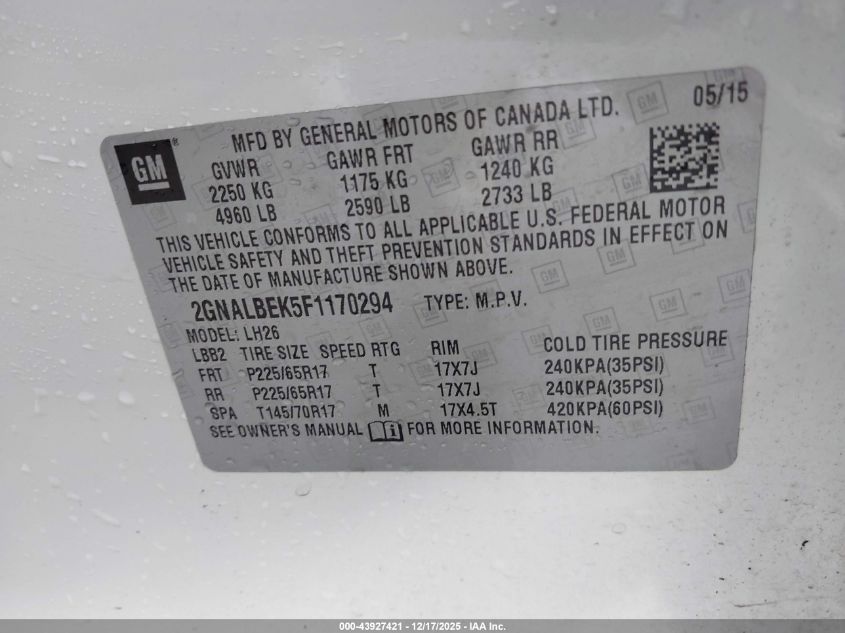 05/15
MFD BY GENERAL MOTORS OF CANADA LTD.
GM ®
GVWR GAWR FRT GAWR RR
2250 KG 1175 KG 1240 KG
4960 LB 2590 LB 2733 LB
THIS VEHICLE CONFORMS TO ALL APPLICABLE U.S. FEDERAL MOTOR
VEHICLE SAFETY AND THEFT PREVENTION STANDARDS IN EFFECT ON
THE DATE OF MANUFACTURE SHOWN ABOVE.
2GNALBEK5F1170294 TYPE: M.P.V.
MODEL: LH26
LBB2 TIRE SIZE SPEED RTG RIM COLD TIRE PRESSURE
FRT P225/65R17 T 17X7J 240KPA(35PSI)
RR P225/65R17 T 17X7J 240KPA(35PSI)
SPA T145/70R17 M 17X4.5T 420KPA(60PSI)
SEE OWNER'S MANUAL i FOR MORE INFORMATION.
000-43927421 - 12/17/2025 - IAA Inc.